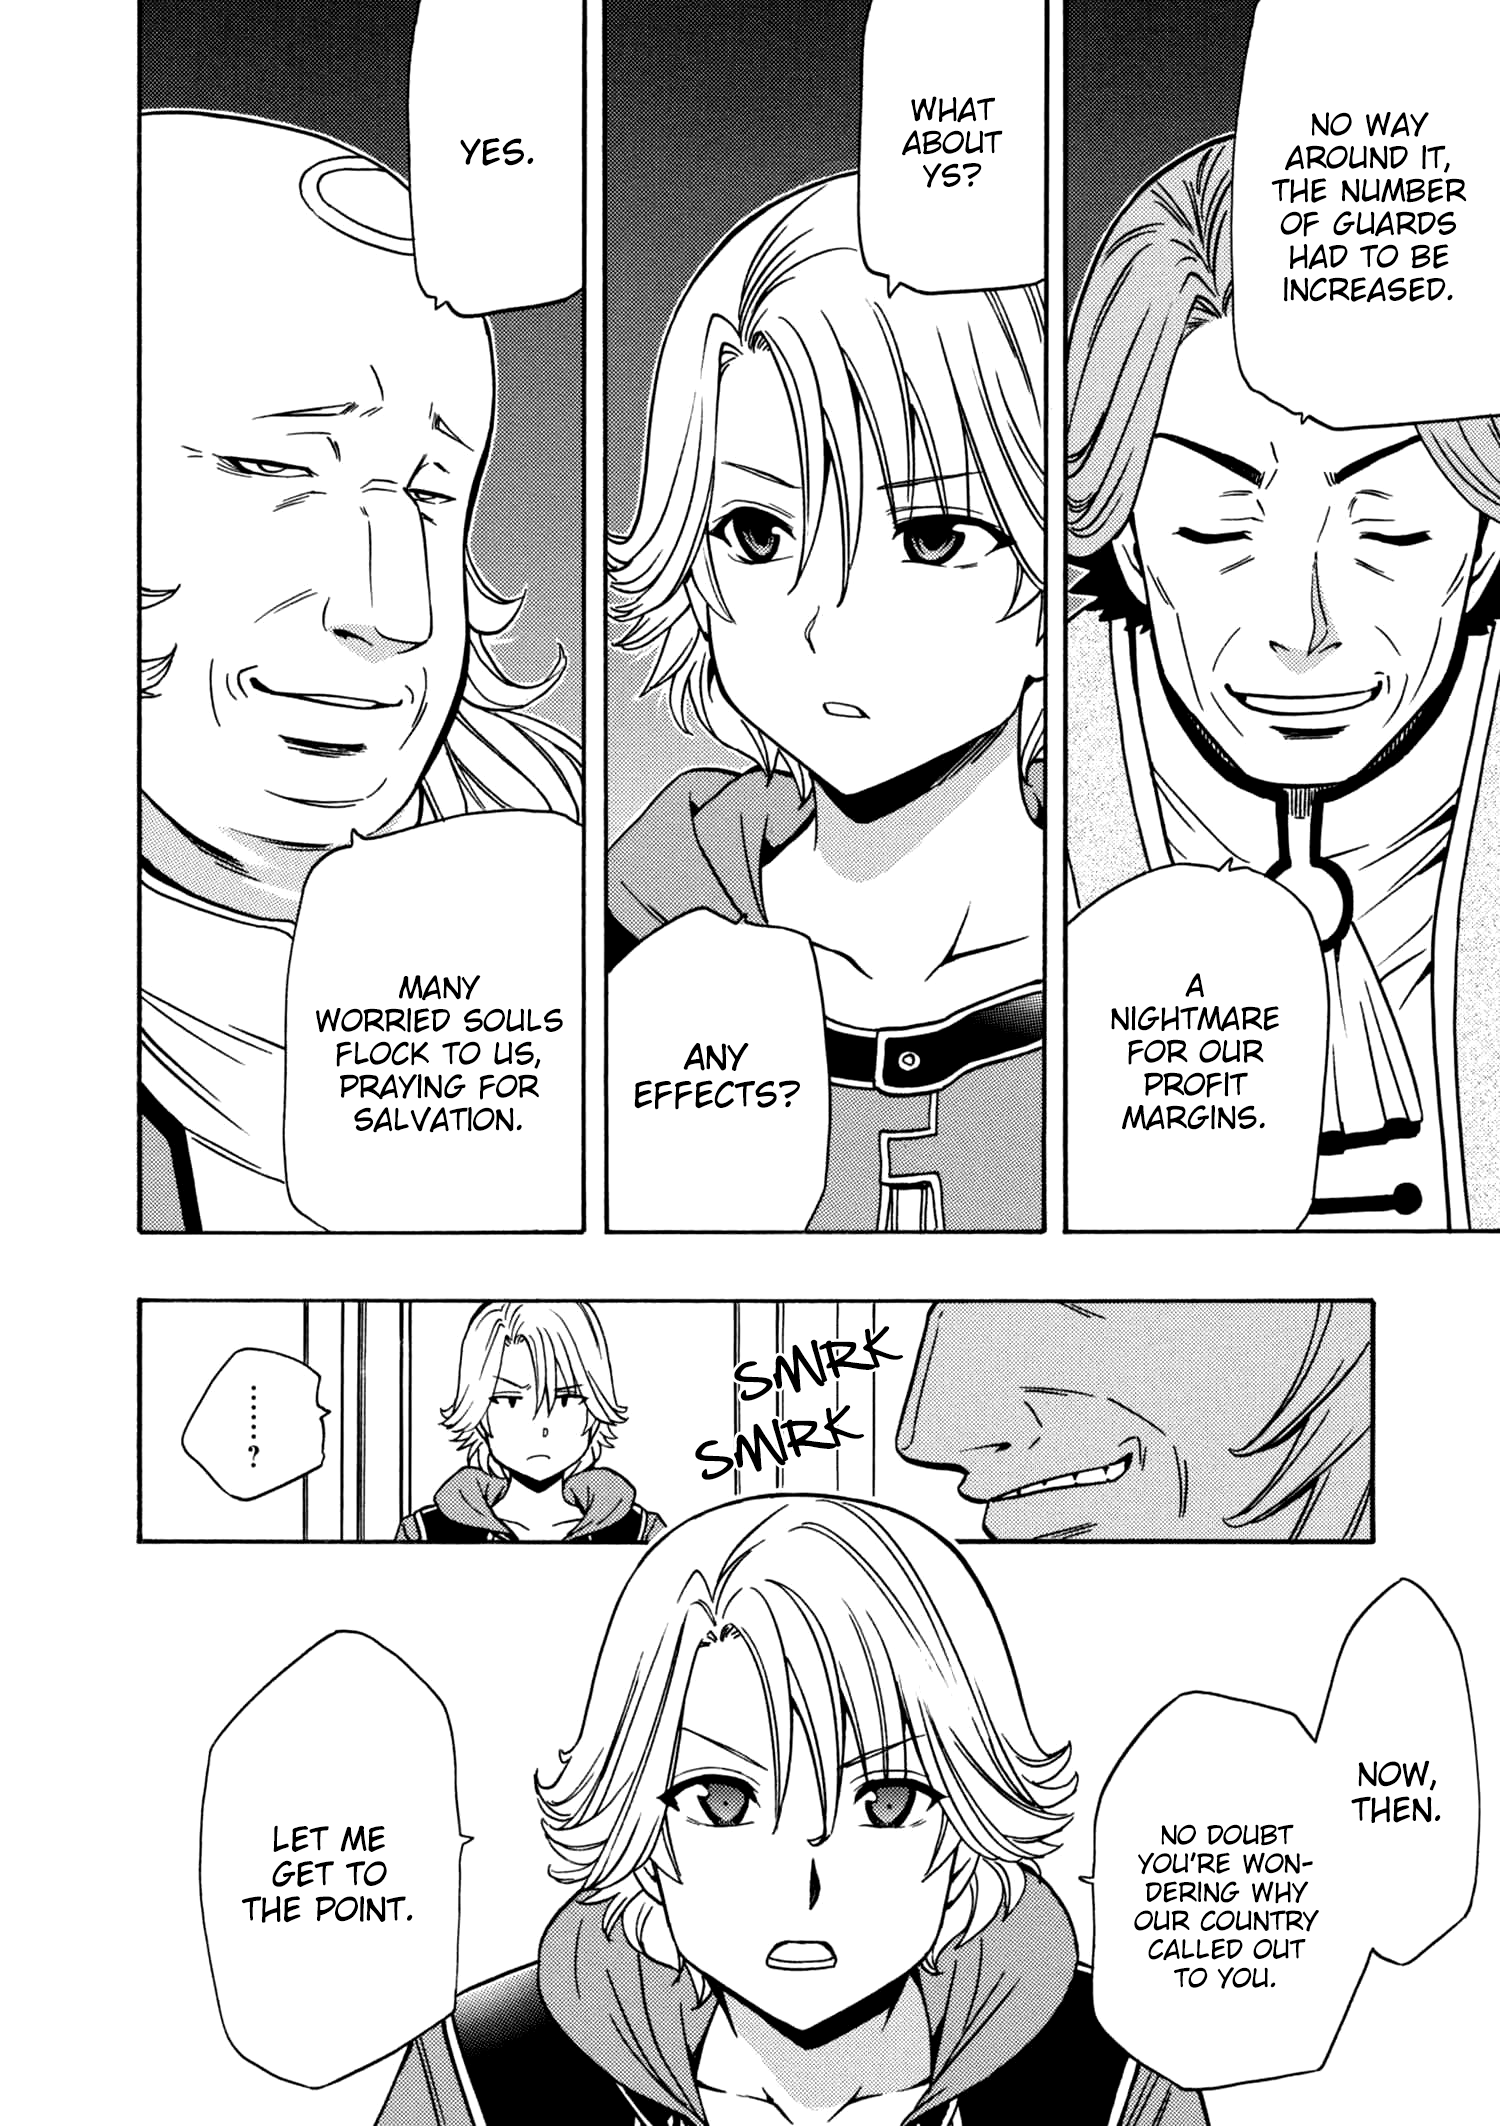 NO WAY
AROUND IT,
THE NUMBER
OF GUARDS
HAD TO BE
INCREASED.
A
NIGHTMARE
FOR OUR
PROFIT
MARGINS.
WHAT
ABOUT
YS?
ANY
EFFECTS?
YES.
MANY
WORRIED SOULS
FLOCK TO US,
PRAYING FOR
SALVATION.
SMIRK
SMIRK
......?
NOW,
THEN.
NO DOUBT
YOU'RE WON-
DERING WHY
OUR COUNTRY
CALLED OUT
TO YOU.
LET ME
GET TO
THE POINT.